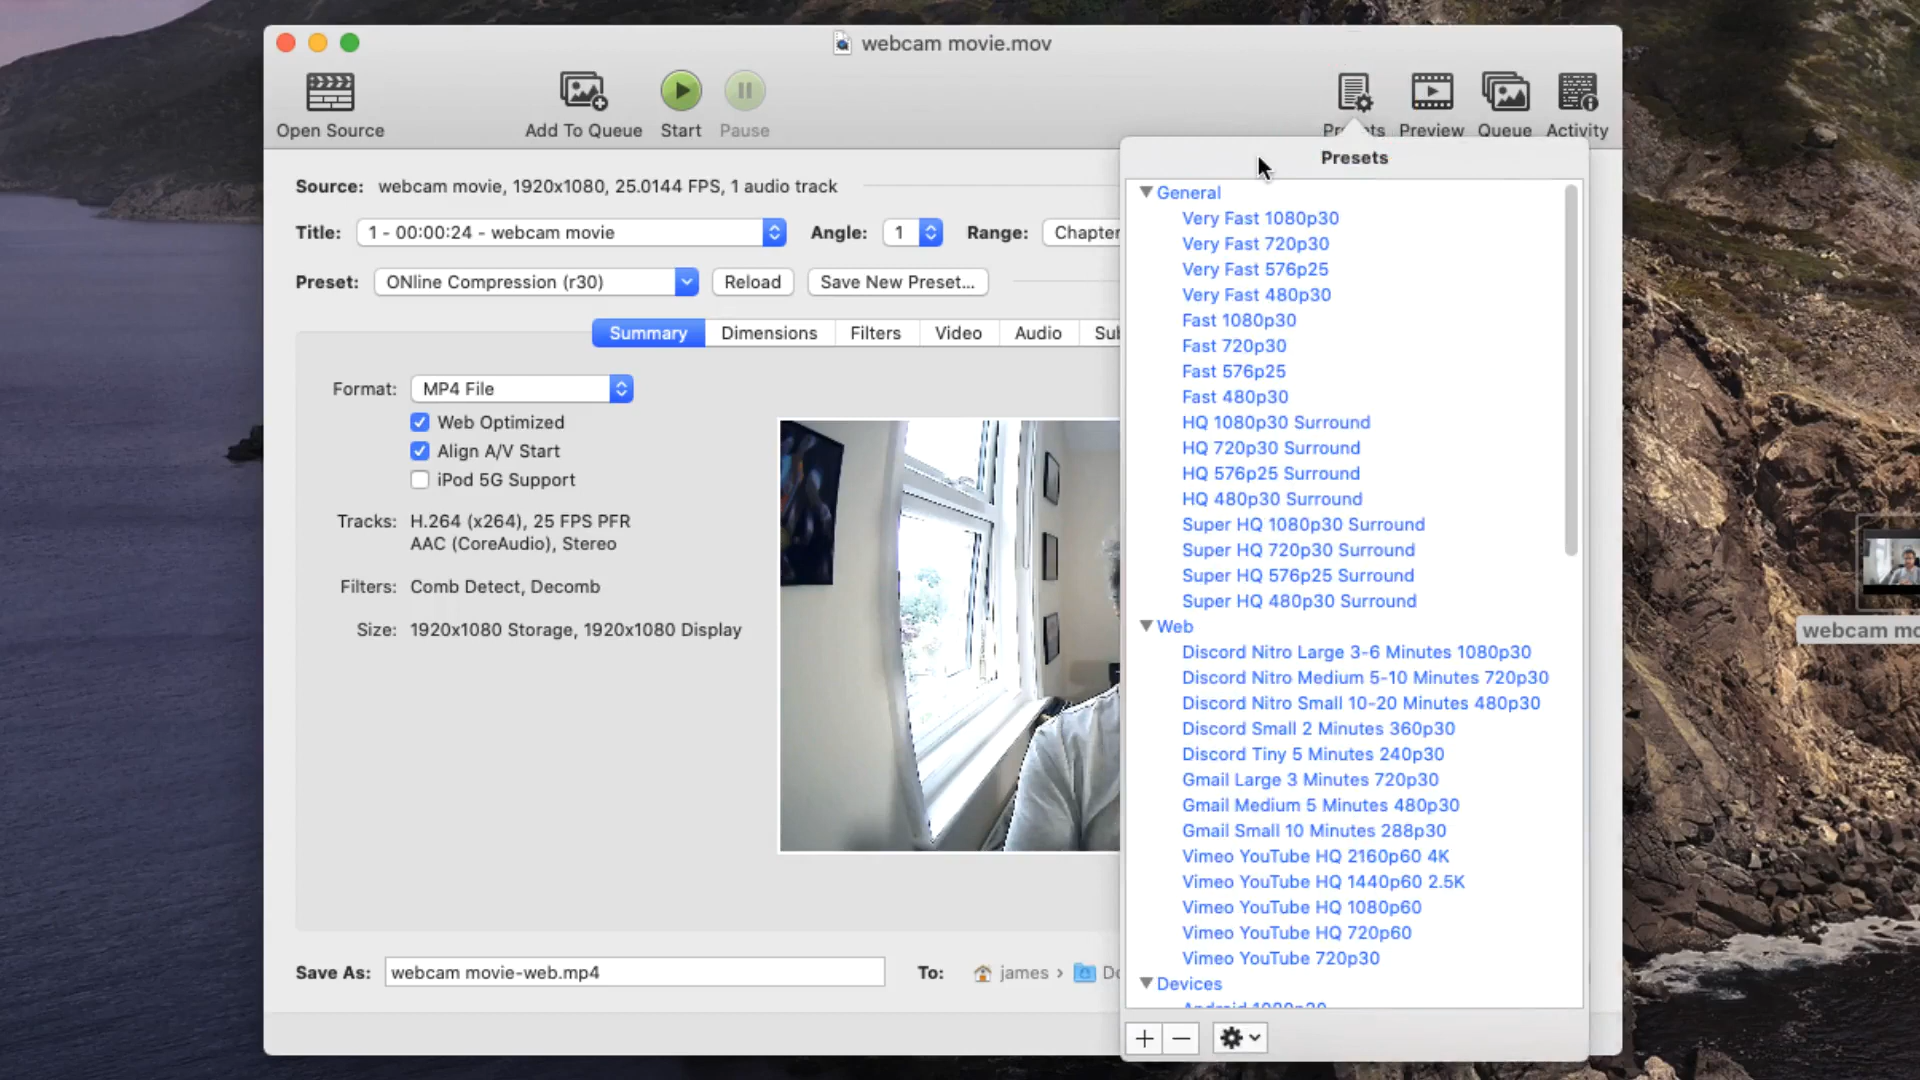 webcam movie.mov
Open Source
Add To Queue
Start
Pause
Presets
Preview
Queue
Activity
Source: webcam movie, 1920x1080, 25.0144 FPS, 1 audio track
Title: 1 - 00:00:24 - webcam movie
Angle: 1
Range: Chapter
Preset: ONline Compression (r30)
Reload
Save New Preset...
Summary
Dimensions
Filters
Video
Audio
Format: MP4 File
Web Optimized
Align A/V Start
iPod 5G Support
Tracks: H.264 (x264), 25 FPS PFR
AAC (CoreAudio), Stereo
Filters: Comb Detect, Decomb
Size: 1920x1080 Storage, 1920x1080 Display
Save As: webcam movie-web.mp4
To: james ›
Presets
General
Very Fast 1080p30
Very Fast 720p30
Very Fast 576p25
Very Fast 480p30
Fast 1080p30
Fast 720p30
Fast 576p25
Fast 480p30
HQ 1080p30 Surround
HQ 720p30 Surround
HQ 576p25 Surround
HQ 480p30 Surround
Super HQ 1080p30 Surround
Super HQ 720p30 Surround
Super HQ 576p25 Surround
Super HQ 480p30 Surround
Web
Discord Nitro Large 3-6 Minutes 1080p30
Discord Nitro Medium 5-10 Minutes 720p30
Discord Nitro Small 10-20 Minutes 480p30
Discord Small 2 Minutes 360p30
Discord Tiny 5 Minutes 240p30
Gmail Large 3 Minutes 720p30
Gmail Medium 5 Minutes 480p30
Gmail Small 10 Minutes 288p30
Vimeo YouTube HQ 2160p60 4K
Vimeo YouTube HQ 1440p60 2.5K
Vimeo YouTube HQ 1080p60
Vimeo YouTube HQ 720p60
Vimeo YouTube 720p30
Devices
webcam mo